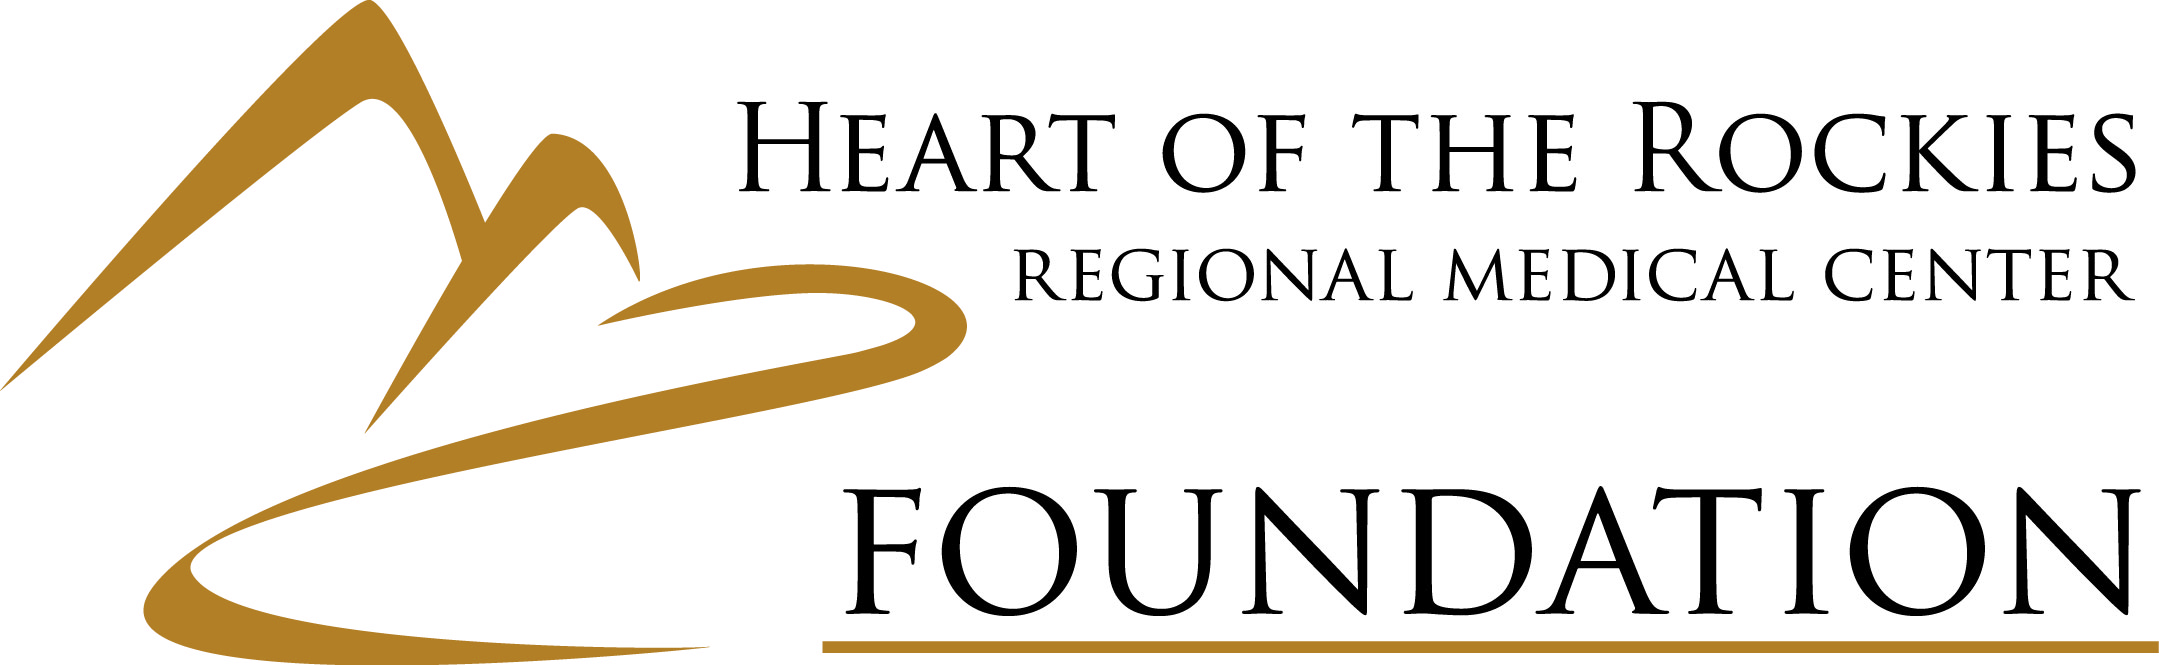 HEART OF THE ROCKIES
REGIONAL MEDICAL CENTER
FOUNDATION